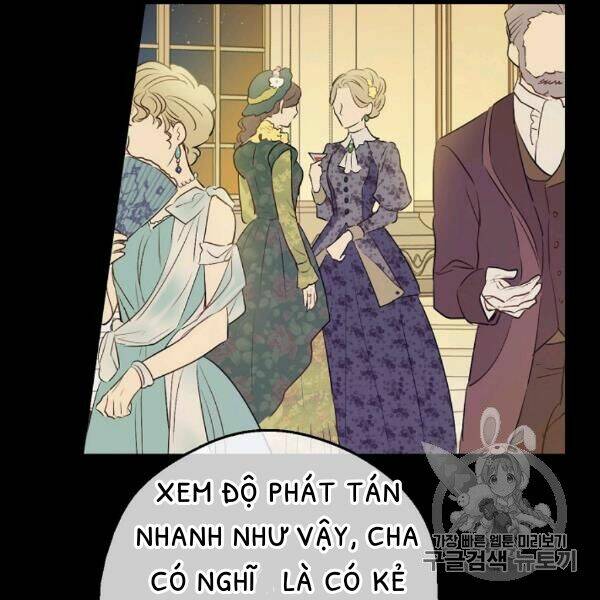 XEM ĐỘ PHÁT TÁN
NHANH NHƯ VẬY, CHA
CÓ NGHĨ LÀ CÓ KẺ
가장 빠른 웹툰 미리보기
구글검색 뉴토끼